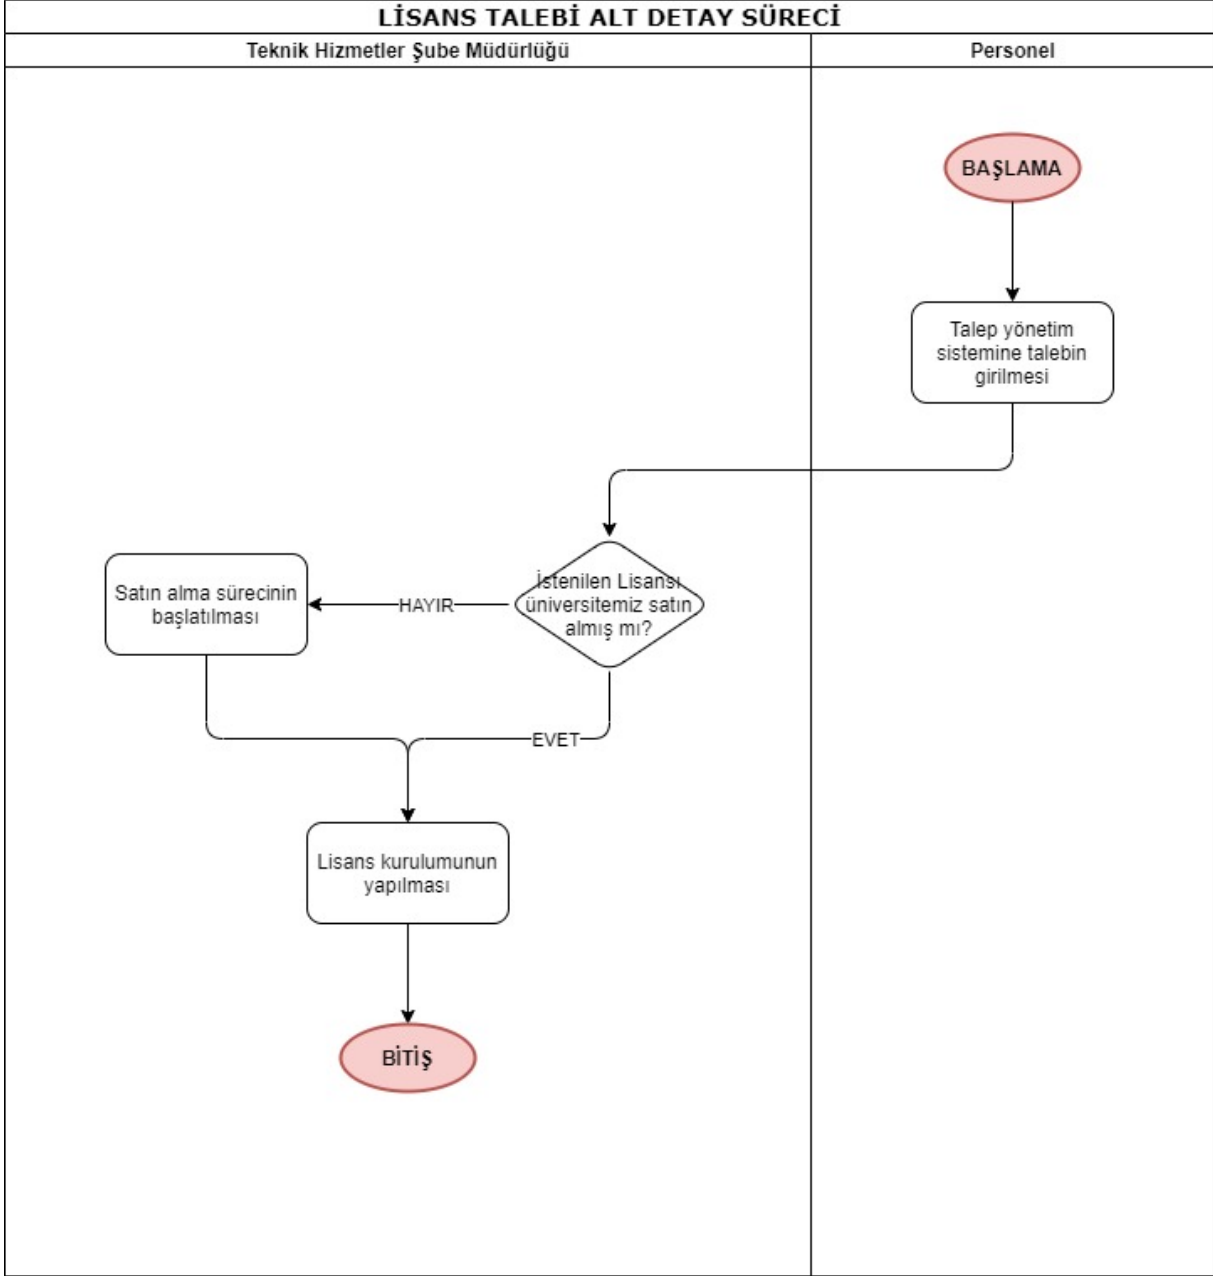 LİSANS TALEBİ ALT DETAY SÜRECİ
Teknik Hizmetler Şube Müdürlüğü
Personel
BAŞLAMA
Talep yönetim
sistemine talebin
girilmesi
İstenilen Lisansı
üniversitemiz satın
almış mı?
HAYIR
Satın alma sürecinin
başlatılması
EVET
Lisans kurulumunun
yapılması
BİTİŞ